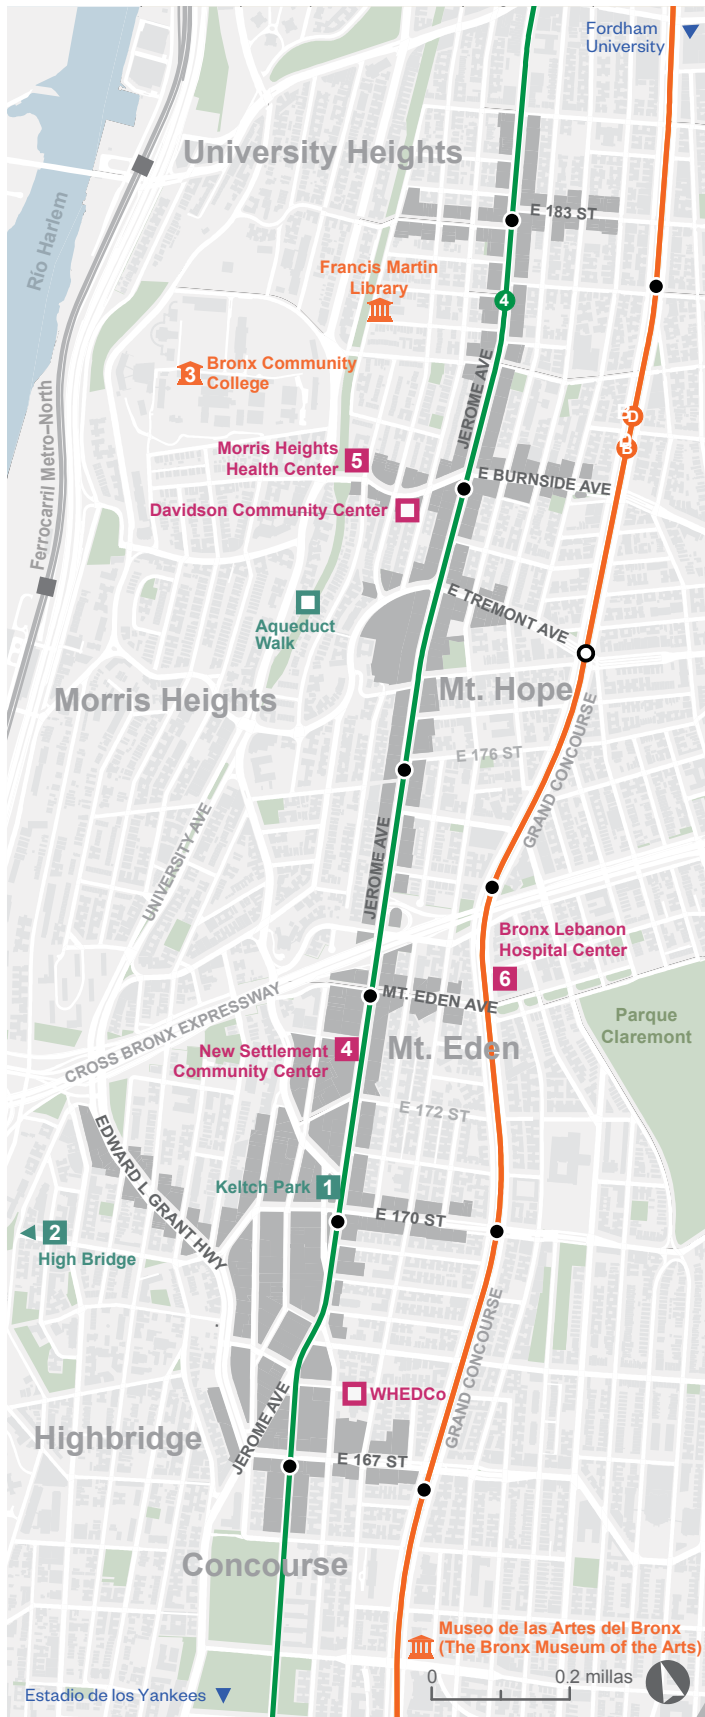 Fordham
University
University Heights
E 183 ST
Río Harlem
Francis Martin
Library
4
3
Bronx Community
College
JEROME AVE
D
B
Ferrocarril Metro–North
Morris Heights
Health Center
5
E BURNSIDE AVE
Davidson Community Center
E TREMONT AVE
Aqueduct
Walk
Morris Heights
Mt. Hope
E 176 ST
GRAND CONCOURSE
UNIVERSITY AVE
JEROME AVE
Bronx Lebanon
Hospital Center
6
CROSS BRONX EXPRESSWAY
MT. EDEN AVE
Parque
Claremont
New Settlement
Community Center
4
Mt. Eden
E 172 ST
EDWARD L GRANT HWY
Keltch Park
1
E 170 ST
2
High Bridge
GRAND CONCOURSE
WHEDCo
JEROME AVE
Highbridge
E 167 ST
Concourse
Museo de las Artes del Bronx
(The Bronx Museum of the Arts)
0
0.2 millas
Estadio de los Yankees